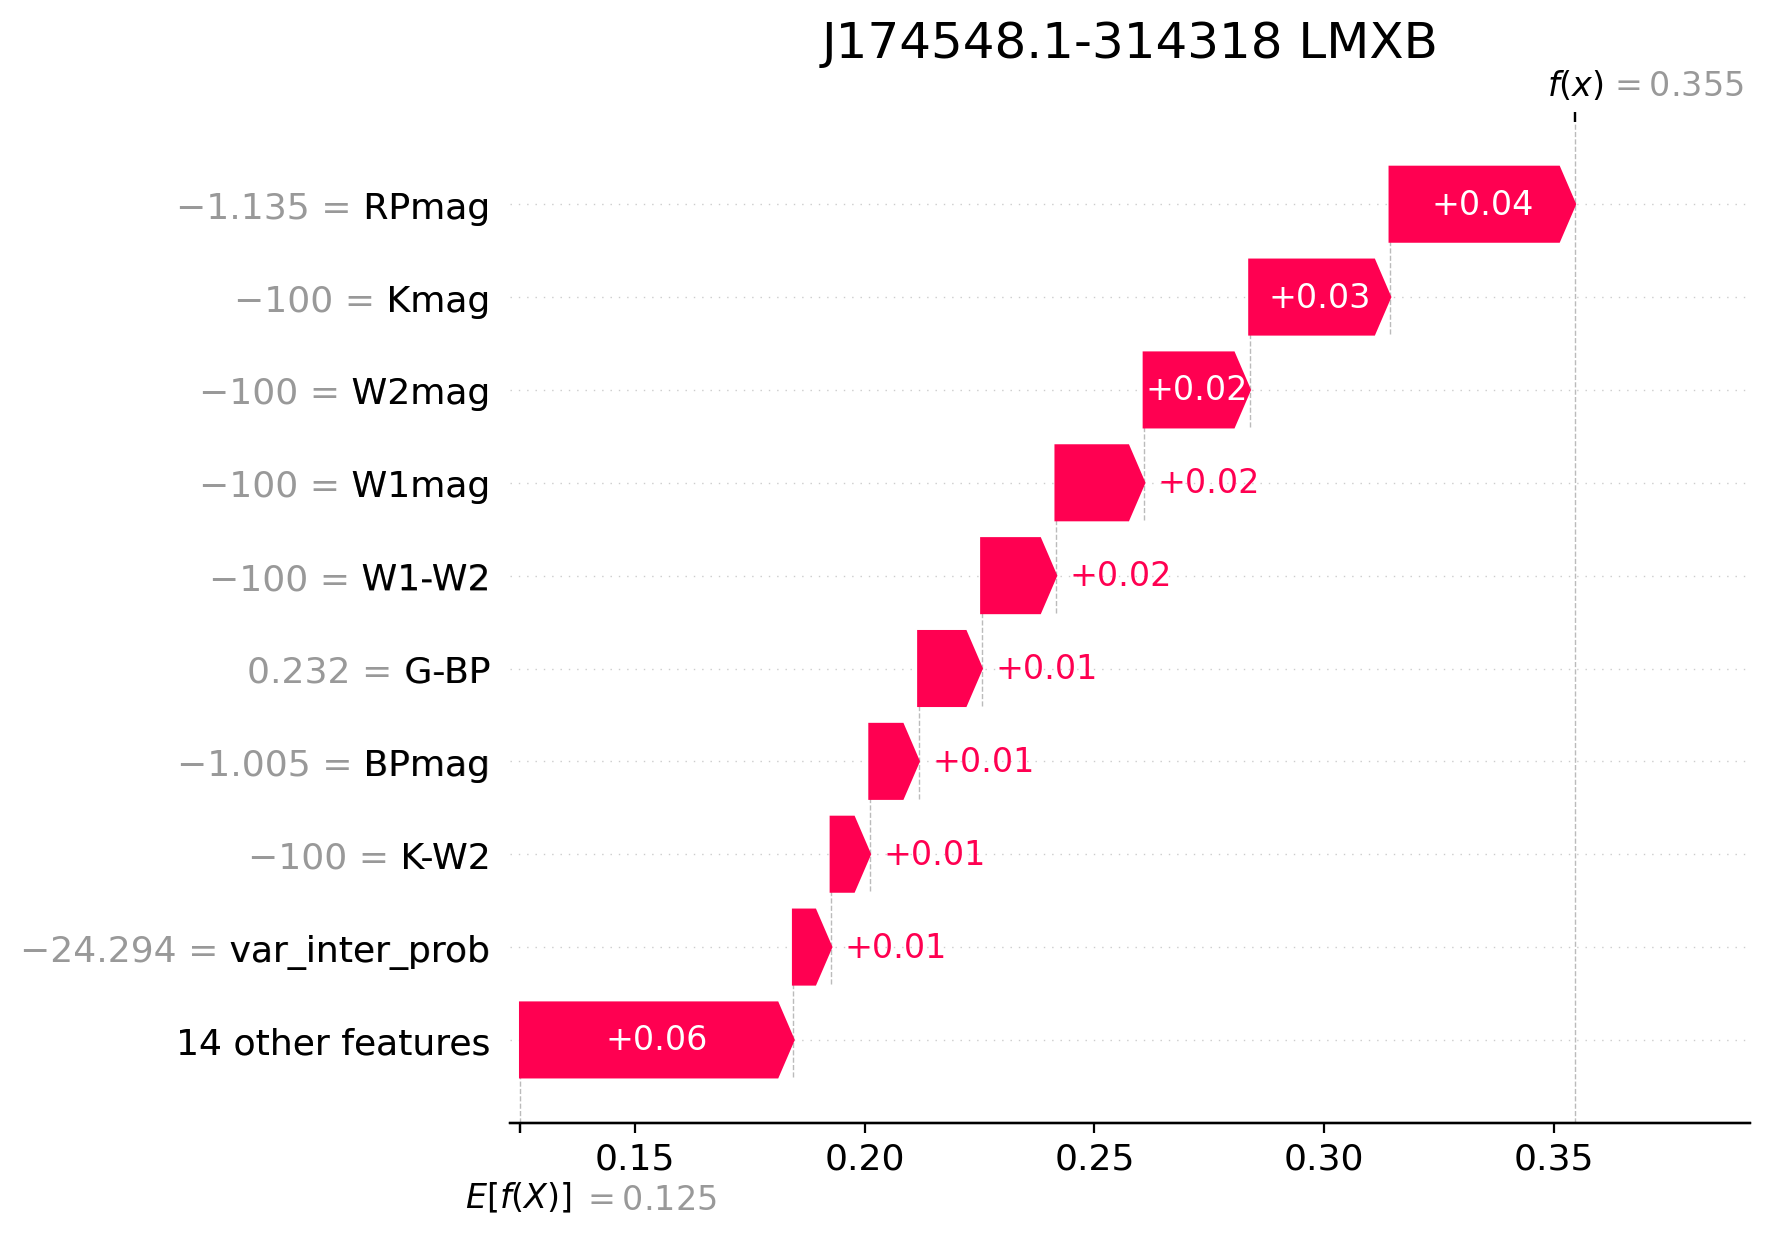 J174548.1-314318 LMXB
f(x) = 0.355
−1.135 = RPmag +0.04
−100 = Kmag +0.03
−100 = W2mag +0.02
−100 = W1mag +0.02
−100 = W1-W2 +0.02
0.232 = G-BP +0.01
−1.005 = BPmag +0.01
−100 = K-W2 +0.01
−24.294 = var_inter_prob +0.01
14 other features +0.06
0.15 0.20 0.25 0.30 0.35
E[f(X)] = 0.125